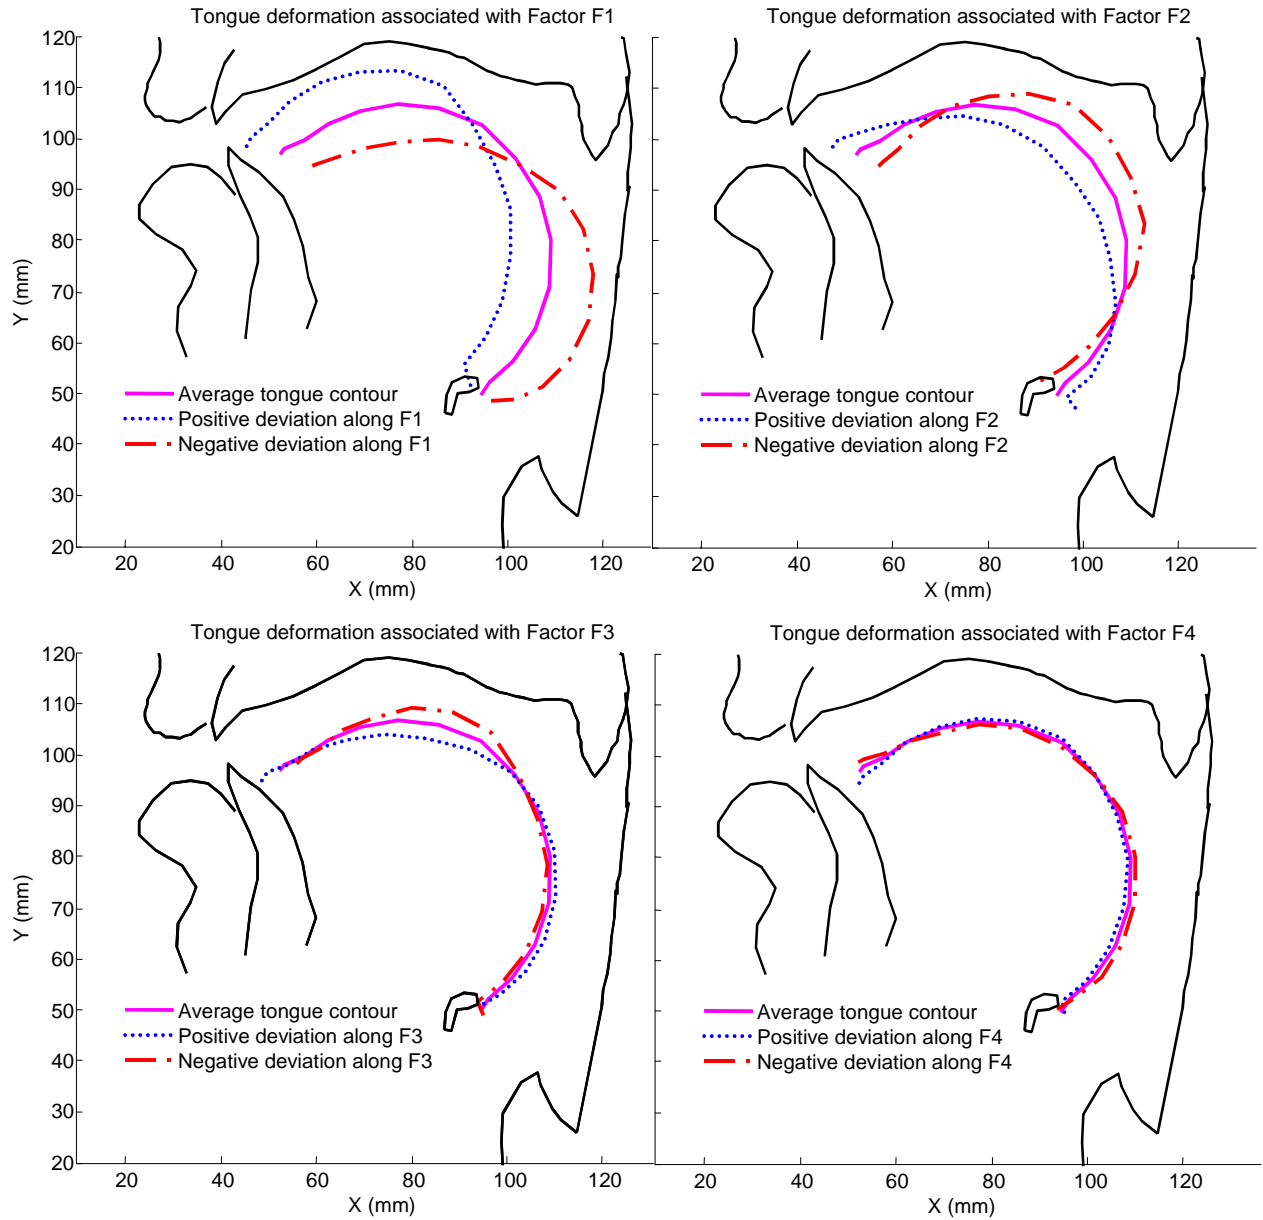 Tongue deformation associated with Factor F1
120
110
100
90
80
70
60
50
40
30
20
Y (mm)
Average tongue contour
Positive deviation along F1
Negative deviation along F1
20 40 60 80 100 120
X (mm)
Tongue deformation associated with Factor F2
Average tongue contour
Positive deviation along F2
Negative deviation along F2
20 40 60 80 100 120
X (mm)
Tongue deformation associated with Factor F3
120
110
100
90
80
70
60
50
40
30
20
Y (mm)
Average tongue contour
Positive deviation along F3
Negative deviation along F3
20 40 60 80 100 120
X (mm)
Tongue deformation associated with Factor F4
Average tongue contour
Positive deviation along F4
Negative deviation along F4
20 40 60 80 100 120
X (mm)